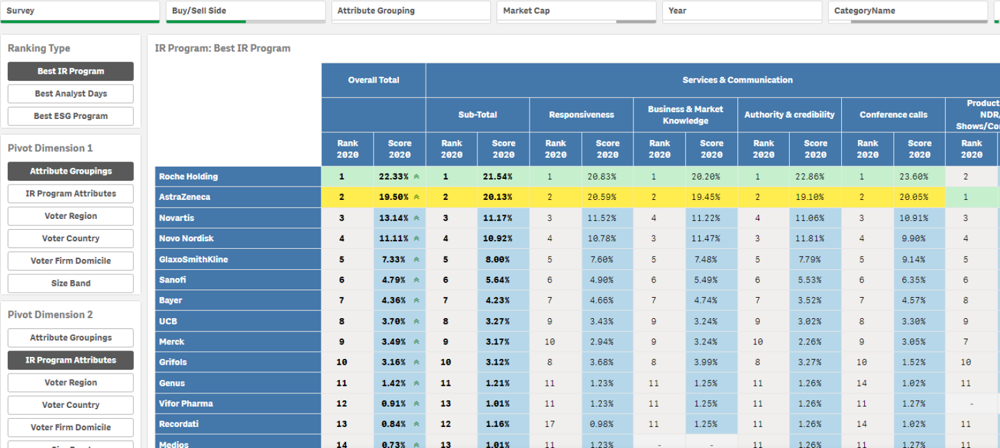 Survey Buy/Sell Side Attribute Grouping Market Cap Year CategoryName
Ranking Type
Best IR Program
Best Analyst Days
Best ESG Program
Pivot Dimension 1
Attribute Groupings
IR Program Attributes
Voter Region
Voter Country
Voter Firm Domicile
Size Band
Pivot Dimension 2
Attribute Groupings
IR Program Attributes
Voter Region
Voter Country
Voter Firm Domicile
IR Program: Best IR Program
Overall Total Services & Communication
Sub-Total Responsiveness Business & Market Knowledge Authority & credibility Conference calls Product
NDR/
Shows/Co
Rank 2020 Score 2020 Rank 2020 Score 2020 Rank 2020 Score 2020 Rank 2020 Score 2020 Rank 2020 Score 2020 Rank 2020 Score 2020 Rank 2020
Roche Holding 1 22.33% 1 21.54% 1 20.83% 1 20.20% 1 22.86% 1 23.60% 2
AstraZeneca 2 19.50% 2 20.13% 2 20.59% 2 19.45% 2 19.10% 2 20.05% 1
Novartis 3 13.14% 3 11.17% 3 11.52% 4 11.22% 4 11.06% 3 10.91% 3
Novo Nordisk 4 11.11% 4 10.92% 4 10.78% 3 11.47% 3 11.81% 4 9.90% 4
GlaxoSmithKline 5 7.33% 5 8.00% 5 7.60% 5 7.48% 5 7.79% 5 9.14% 5
Sanofi 6 4.79% 6 5.64% 6 4.90% 6 5.49% 6 5.53% 6 6.35% 6
Bayer 7 4.36% 7 4.23% 7 4.66% 7 4.74% 7 3.52% 7 4.57% 8
UCB 8 3.70% 8 3.27% 9 3.43% 9 3.24% 9 3.02% 8 3.30% 9
Merck 9 3.49% 9 3.17% 10 2.94% 9 3.24% 10 2.26% 9 3.05% 7
Grifols 10 3.16% 10 3.12% 8 3.68% 8 3.99% 8 3.27% 10 1.52% 10
Genus 11 1.42% 11 1.21% 11 1.23% 11 1.25% 11 1.26% 14 1.02% 11
Vifor Pharma 12 0.91% 13 1.01% 11 1.23% 11 1.25% 11 1.26% 11 1.27% -
Recordati 13 0.84% 12 1.16% 17 0.98% 11 1.25% 11 1.26% 14 1.02% 11
Medios 14 0.73% 13 1.01% 11 1.23% - - 11 1.26% 11 1.27% 11